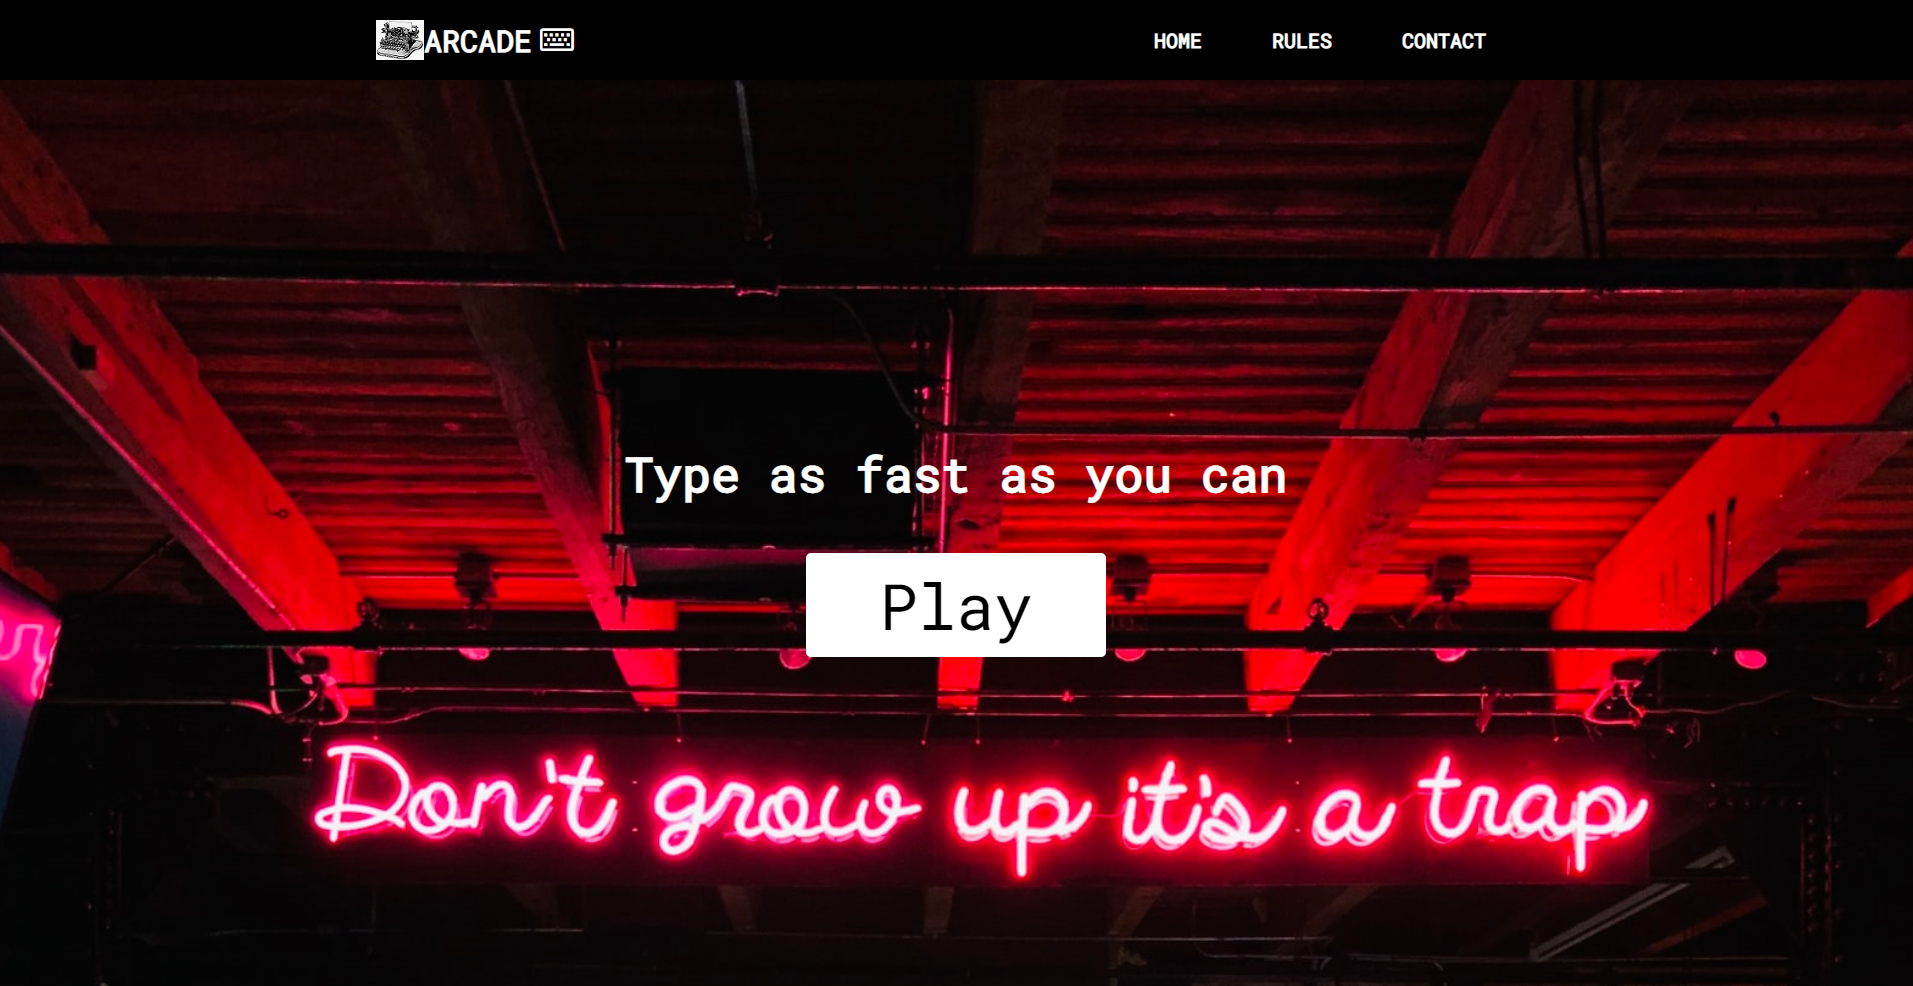 ARCADE
HOME RULES CONTACT
Type as fast as you can
Play
Don't grow up it's a trap